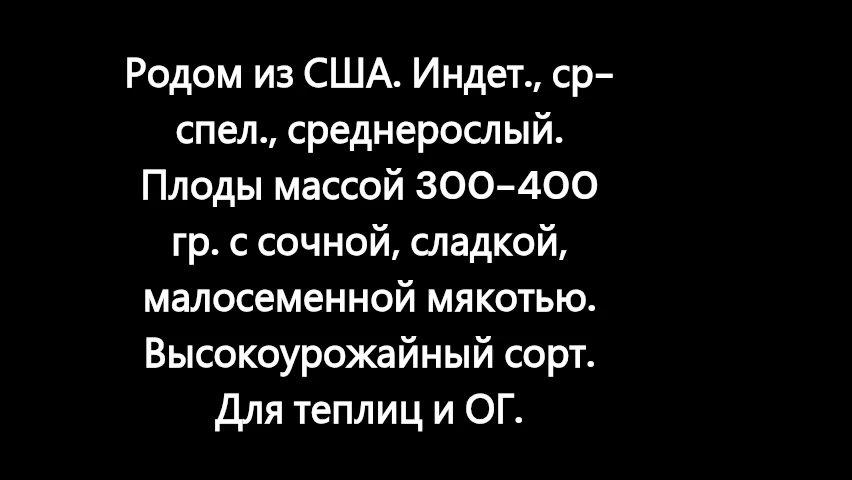 Родом из США. Индет., ср-
спел., среднерослый.
Плоды массой 300-400
гр. с сочной, сладкой,
малосеменной мякотью.
Высокоурожайный сорт.
Для теплиц и ОГ.